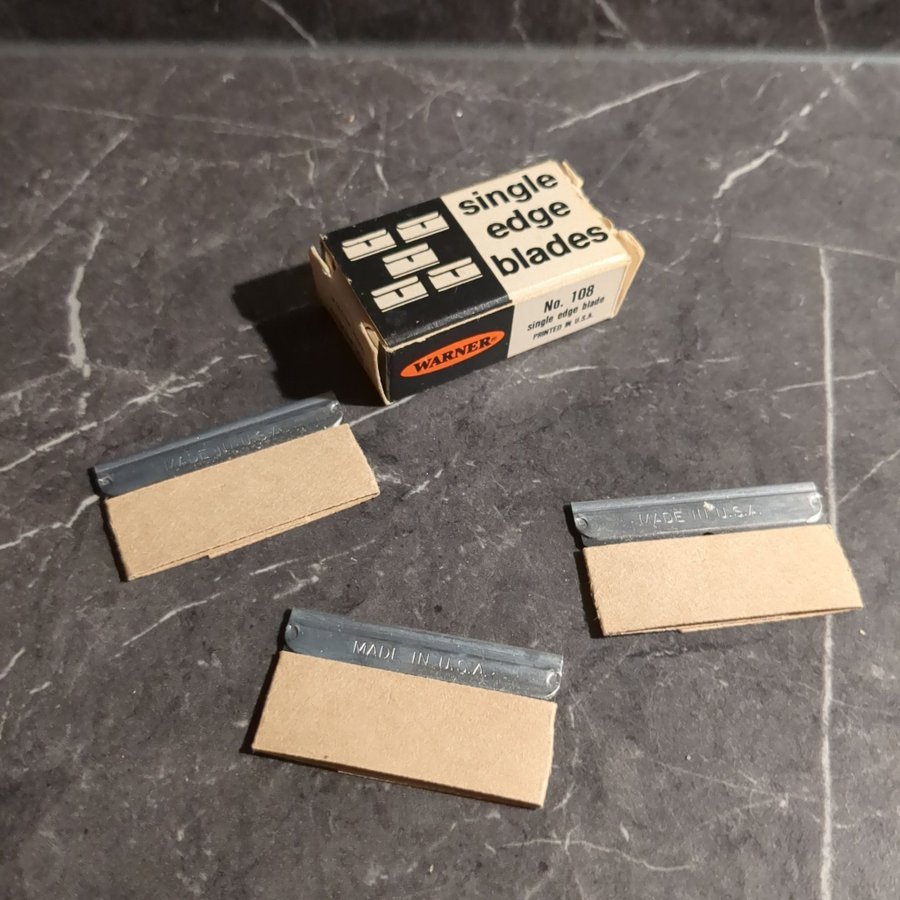 single
edge
blades
No. 108
single edge blade
PRINTED IN U.S.A.
WARNER®
MADE IN U.S.A.
MADE IN U.S.A.
MADE IN U.S.A.